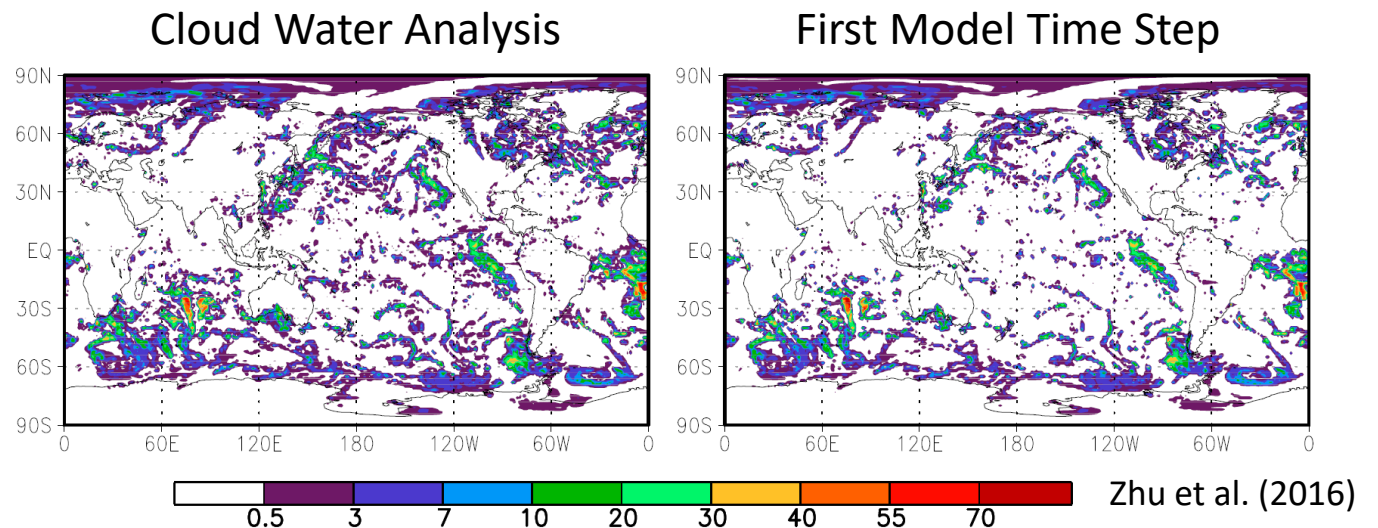 Cloud Water Analysis
First Model Time Step
90N
60N
30N
EQ
30S
60S
90S
0 60E 120E 180 120W 60W 0
90N
60N
30N
EQ
30S
60S
90S
0 60E 120E 180 120W 60W 0
0.5 3 7 10 20 30 40 55 70
Zhu et al. (2016)